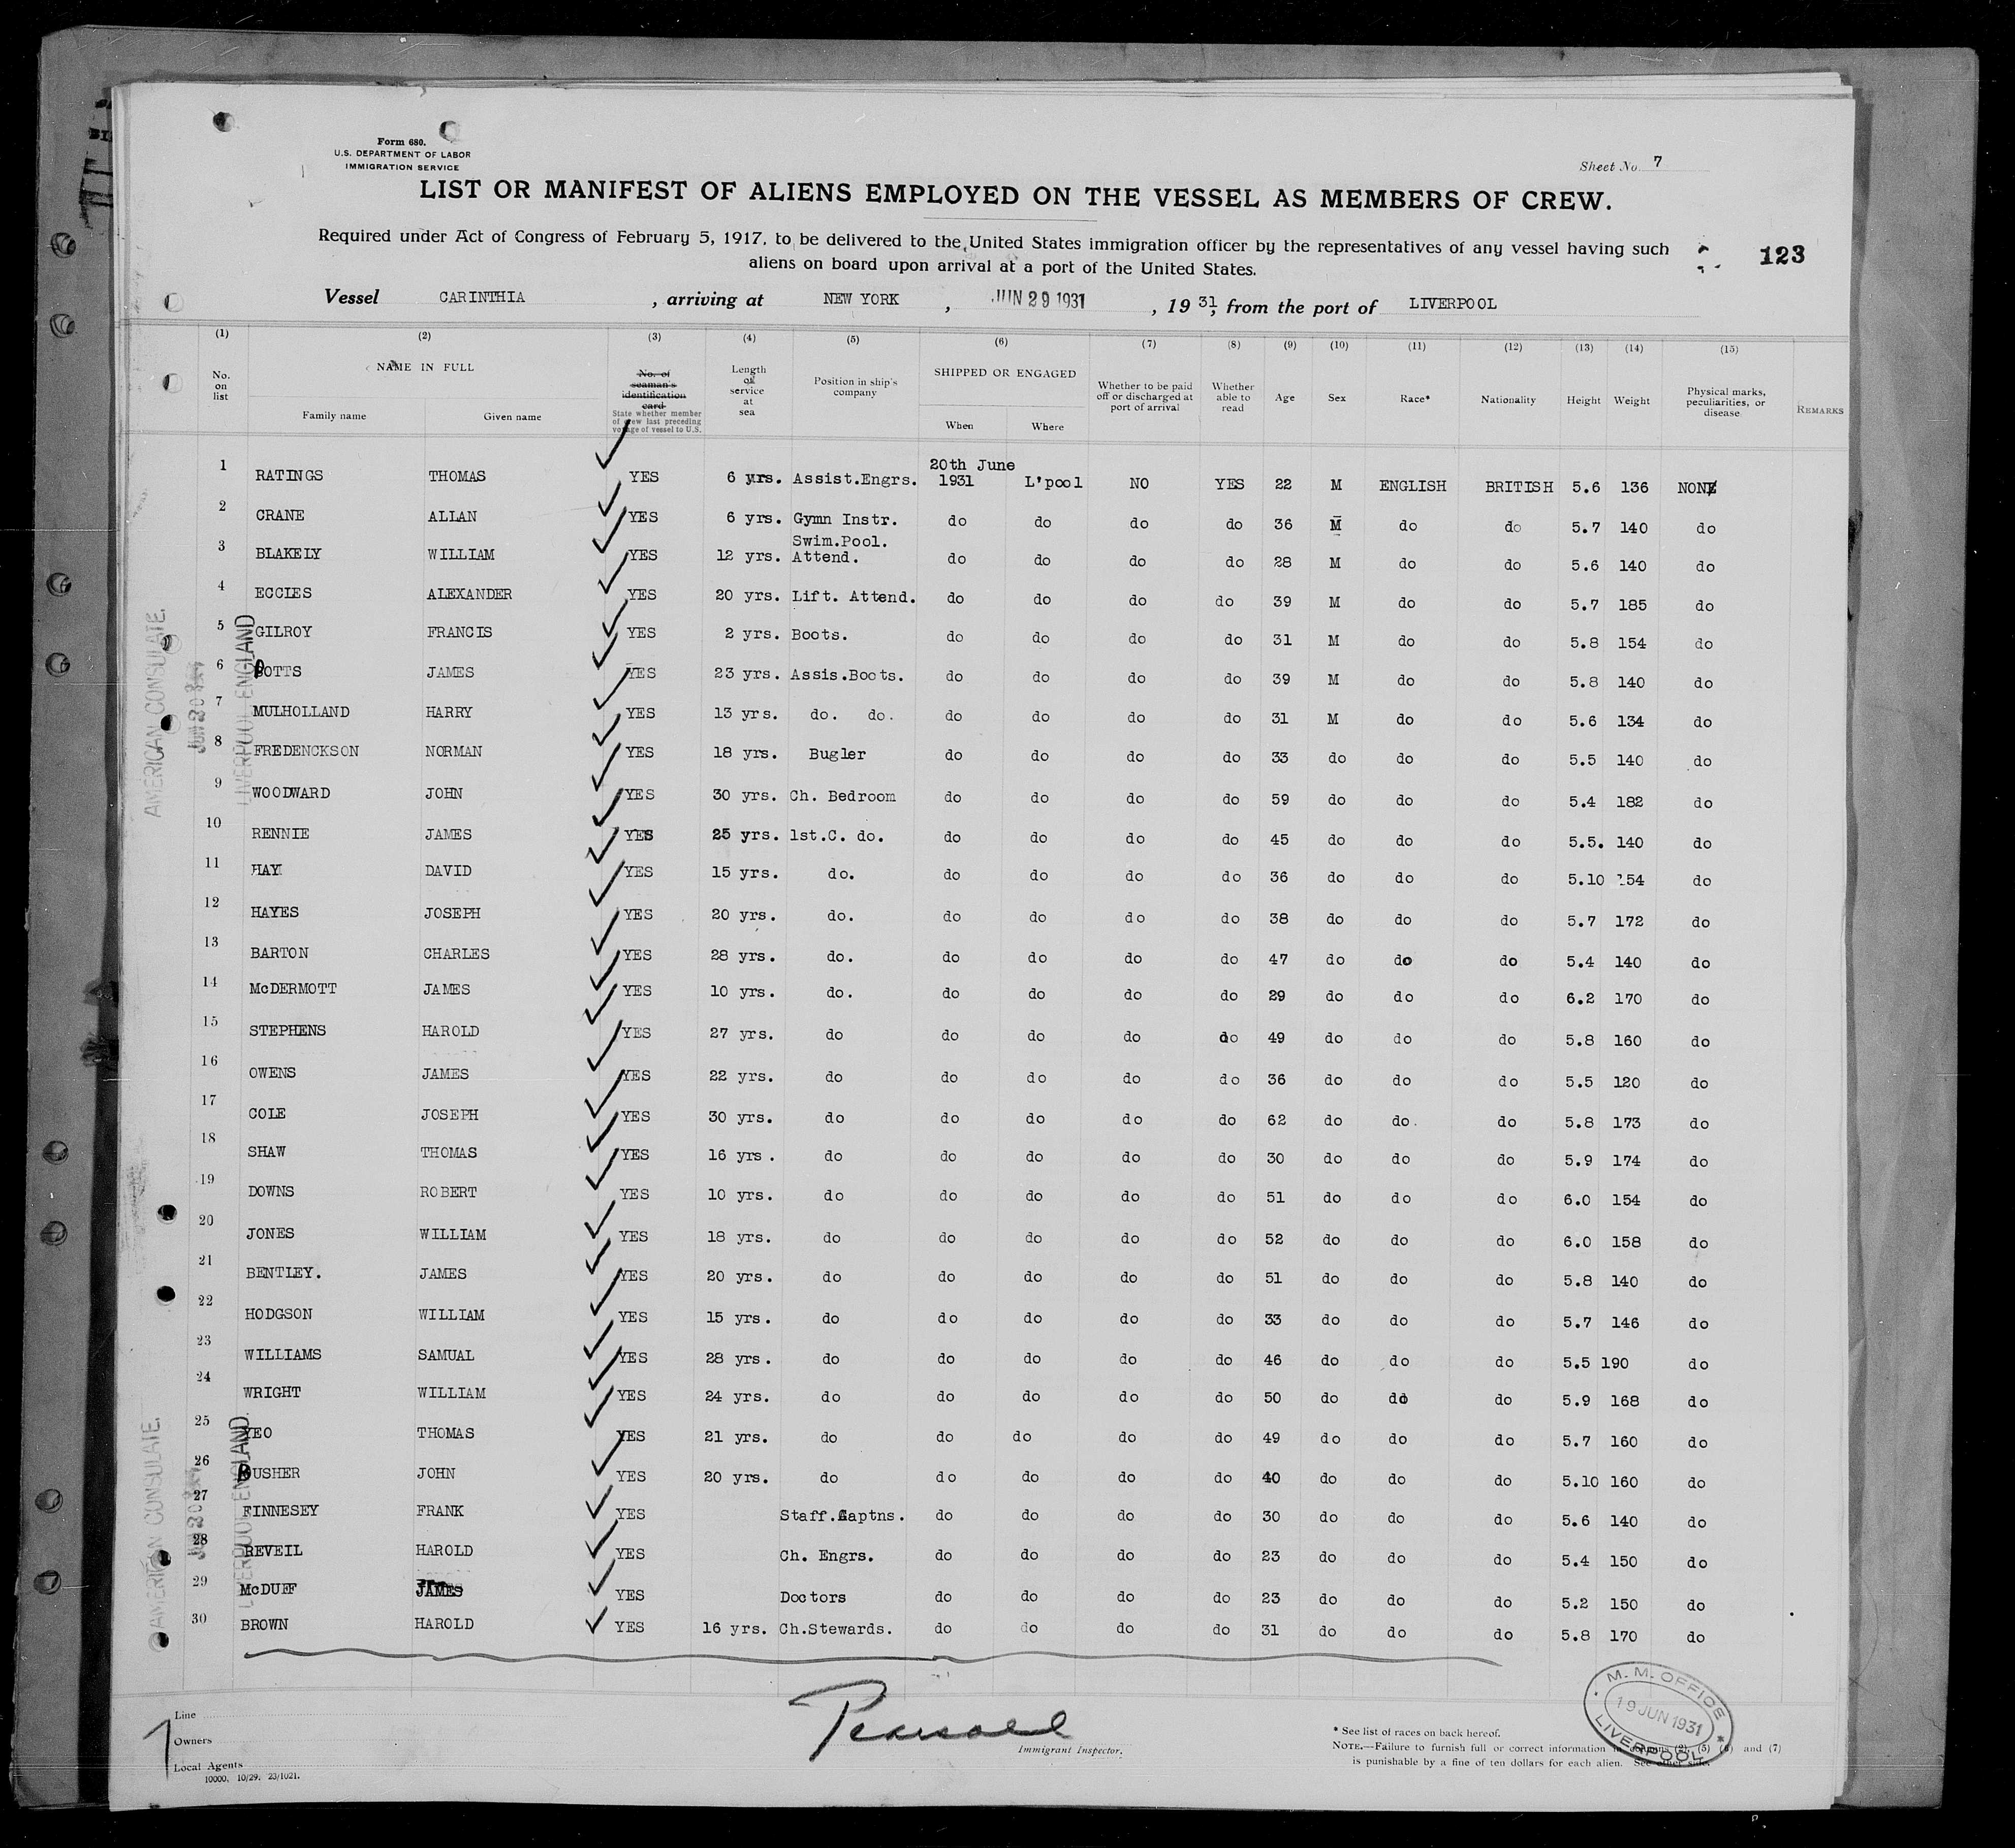 Form 680.
U.S. DEPARTMENT OF LABOR
IMMIGRATION SERVICE
Sheet No. 7
LIST OR MANIFEST OF ALIENS EMPLOYED ON THE VESSEL AS MEMBERS OF CREW.
Required under Act of Congress of February 5, 1917, to be delivered to the United States immigration officer by the representatives of any vessel having such
aliens on board upon arrival at a port of the United States.
123
Vessel CARINTHIA , arriving at NEW YORK , JUN 29 1931 , 19 31, from the port of LIVERPOOL
(1) (2) (3) (4) (5) (6) (7) (8) (9) (10) (11) (12) (13) (14) (15)
No. on list NAME IN FULL Family name Given name No. of seaman's identification card State whether member of crew last preceding voyage of vessel to U.S. Length of service at sea Position in ship's company SHIPPED OR ENGAGED When Where Whether to be paid off or discharged at port of arrival Whether able to read Age Sex Race* Nationality Height Weight Physical marks, peculiarities, or disease REMARKS
1 RATINGS THOMAS YES 6 yrs. Assist.Engrs. 20th June 1931 L'pool NO YES 22 M ENGLISH BRITISH 5.6 136 NONE
2 CRANE ALLAN YES 6 yrs. Gymn Instr. do do do do 36 M do do 5.7 140 do
3 BLAKELY WILLIAM YES 12 yrs. Swim.Pool. Attend. do do do do 28 M do do 5.6 140 do
4 ECCLES ALEXANDER YES 20 yrs. Lift. Attend. do do do do 39 M do do 5.7 185 do
5 GILROY FRANCIS YES 2 yrs. Boots. do do do do 31 M do do 5.8 154 do
6 POTTS JAMES YES 23 yrs. Assis.Boots. do do do do 39 M do do 5.8 140 do
7 MULHOLLAND HARRY YES 13 yrs. do. do. do do do do 31 M do do 5.6 134 do
8 FREDENCKSON NORMAN YES 18 yrs. Bugler do do do do 33 do do do 5.5 140 do
9 WOODWARD JOHN YES 30 yrs. Ch. Bedroom do do do do 59 do do do 5.4 182 do
10 RENNIE JAMES YES 25 yrs. 1st.C. do. do do do do 45 do do do 5.5. 140 do
11 HAY DAVID YES 15 yrs. do. do do do do 36 do do do 5.10 154 do
12 HAYES JOSEPH YES 20 yrs. do. do do do do 38 do do do 5.7 172 do
13 BARTON CHARLES YES 28 yrs. do. do do do do 47 do do do 5.4 140 do
14 McDERMOTT JAMES YES 10 yrs. do. do do do do 29 do do do 6.2 170 do
15 STEPHENS HAROLD YES 27 yrs. do do do do do 49 do do do 5.8 160 do
16 OWENS JAMES YES 22 yrs. do do do do do 36 do do do 5.5 120 do
17 COLE JOSEPH YES 30 yrs. do do do do do 62 do do. do 5.8 173 do
18 SHAW THOMAS YES 16 yrs. do do do do do 30 do do do 5.9 174 do
19 DOWNS ROBERT YES 10 yrs. do do do do do 51 do do do 6.0 154 do
20 JONES WILLIAM YES 18 yrs. do do do do do 52 do do do 6.0 158 do
21 BENTLEY. JAMES YES 20 yrs. do do do do do 51 do do do 5.8 140 do
22 HODGSON WILLIAM YES 15 yrs. do do do do do 33 do do do 5.7 146 do
23 WILLIAMS SAMUAL YES 28 yrs. do do do do do 46 do do do 5.5 190 do
24 WRIGHT WILLIAM YES 24 yrs. do do do do do 50 do do do 5.9 168 do
25 YEO THOMAS YES 21 yrs. do do do do do 49 do do do 5.7 160 do
26 BUSHER JOHN YES 20 yrs. do do do do do 40 do do do 5.10 160 do
27 FINNESEY FRANK YES Staff.Captns. do do do do 30 do do do 5.6 140 do
28 REVEIL HAROLD YES Ch. Engrs. do do do do 23 do do do 5.4 150 do
29 McDUFF JAMES YES Doctors do do do do 23 do do do 5.2 150 do
30 BROWN HAROLD YES 16 yrs. Ch.Stewards. do do do do 31 do do do 5.8 170 do
AMERICAN CONSULATE.
LIVERPOOL ENGLAND
AMERICAN CONSULATE.
LIVERPOOL ENGLAND.
Line
Owners
Local Agents
10000, 10/29. 23/1021.
Immigrant Inspector.
* See list of races on back hereof.
NOTE.—Failure to furnish full or correct information in columns (2), (5) (6) and (7)
is punishable by a fine of ten dollars for each alien. See other side.
M. M. OFFICE
19 JUN 1931
LIVERPOOL